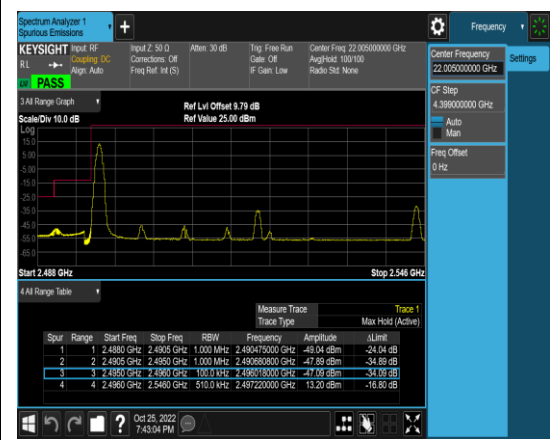 Spectrum Analyzer 1
Spurious Emissions
Frequency
KEYSIGHT Input: RF Input Z: 50 Ω Atten: 30 dB Trig: Free Run Center Freq: 22.005000000 GHz
RL Coupling: DC Corrections: Off Gate: Off Avg|Hold: 100/100
Align: Auto Freq Ref: Int (S) IF Gain: Low Radio Std: None
PASS
Center Frequency
22.005000000 GHz
Settings
CF Step
4.399000000 GHz
Auto
Man
Freq Offset
0 Hz
3 All Range Graph
Ref Lvl Offset 9.79 dB
Scale/Div 10.0 dB Ref Value 25.00 dBm
Log
15.0
5.00
-5.00
-15.0
-25.0
-35.0
-45.0
-55.0
-65.0
Start 2.488 GHz Stop 2.546 GHz
4 All Range Table
Measure Trace Trace 1
Trace Type Max Hold (Active)
Spur Range Start Freq Stop Freq RBW Frequency Amplitude ΔLimit
1 1 2.4880 GHz 2.4905 GHz 1.000 MHz 2.490475000 GHz -49.04 dBm -24.04 dB
2 2 2.4905 GHz 2.4950 GHz 1.000 MHz 2.490680800 GHz -47.89 dBm -34.89 dB
3 3 2.4950 GHz 2.4960 GHz 100.0 kHz 2.496018000 GHz -47.09 dBm -34.09 dB
4 4 2.4960 GHz 2.5460 GHz 510.0 kHz 2.497220000 GHz 13.20 dBm -16.80 dB
?
Oct 25, 2022
7:43:04 PM